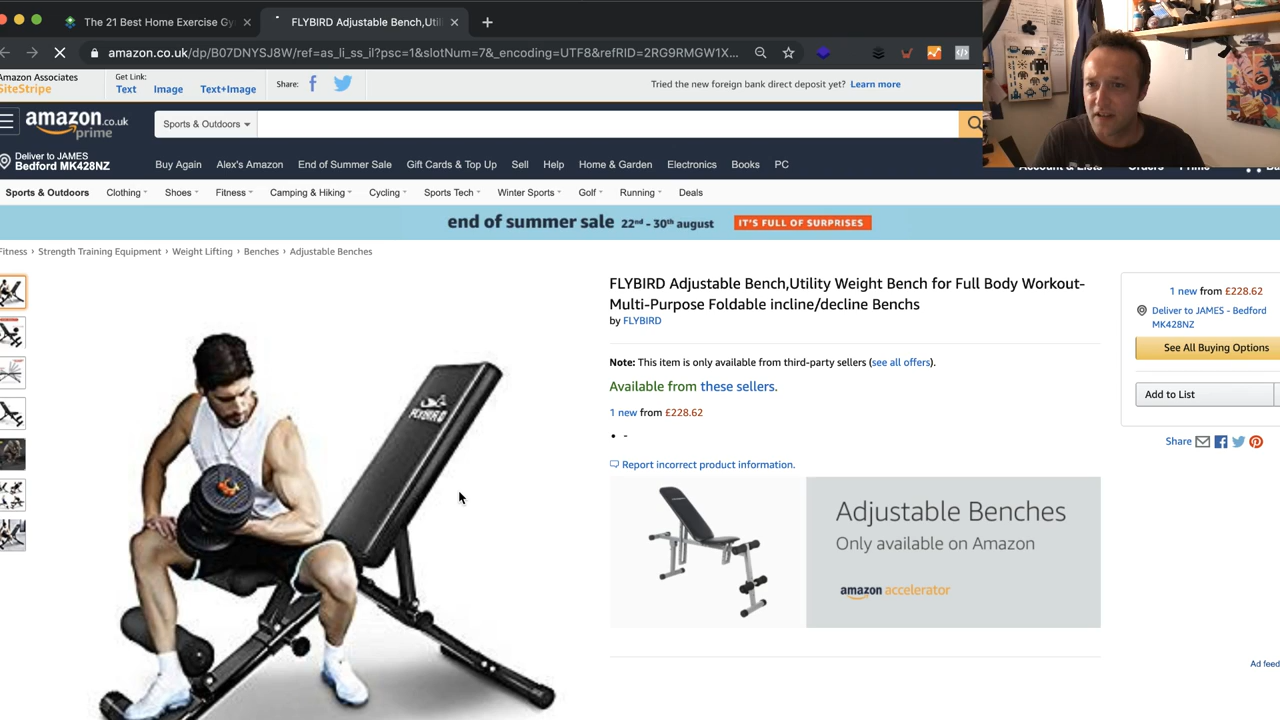 The 21 Best Home Exercise Gy
FLYBIRD Adjustable Bench,Util
amazon.co.uk/dp/B07DNYSJ8W/ref=as_li_ss_il?psc=1&slotNum=7&_encoding=UTF8&refRID=2RG9RMGW1X...
Amazon Associates
SiteStripe
Get Link:
Text Image Text+Image
Share:
Tried the new foreign bank direct deposit yet? Learn more
amazon.co.uk
prime
Sports & Outdoors
Deliver to JAMES
Bedford MK428NZ
Buy Again Alex's Amazon End of Summer Sale Gift Cards & Top Up Sell Help Home & Garden Electronics Books PC
Account & Lists Orders Prime
Sports & Outdoors Clothing Shoes Fitness Camping & Hiking Cycling Sports Tech Winter Sports Golf Running Deals
end of summer sale 22nd - 30th august IT'S FULL OF SURPRISES
Fitness › Strength Training Equipment › Weight Lifting › Benches › Adjustable Benches
FLYBIRD Adjustable Bench,Utility Weight Bench for Full Body Workout-
Multi-Purpose Foldable incline/decline Benchs
by FLYBIRD
Note: This item is only available from third-party sellers (see all offers).
Available from these sellers.
1 new from £228.62
• -
Report incorrect product information.
Adjustable Benches
Only available on Amazon
amazon accelerator
FLYBIRD
1 new from £228.62
Deliver to JAMES - Bedford
MK428NZ
See All Buying Options
Add to List
Share
Ad feed